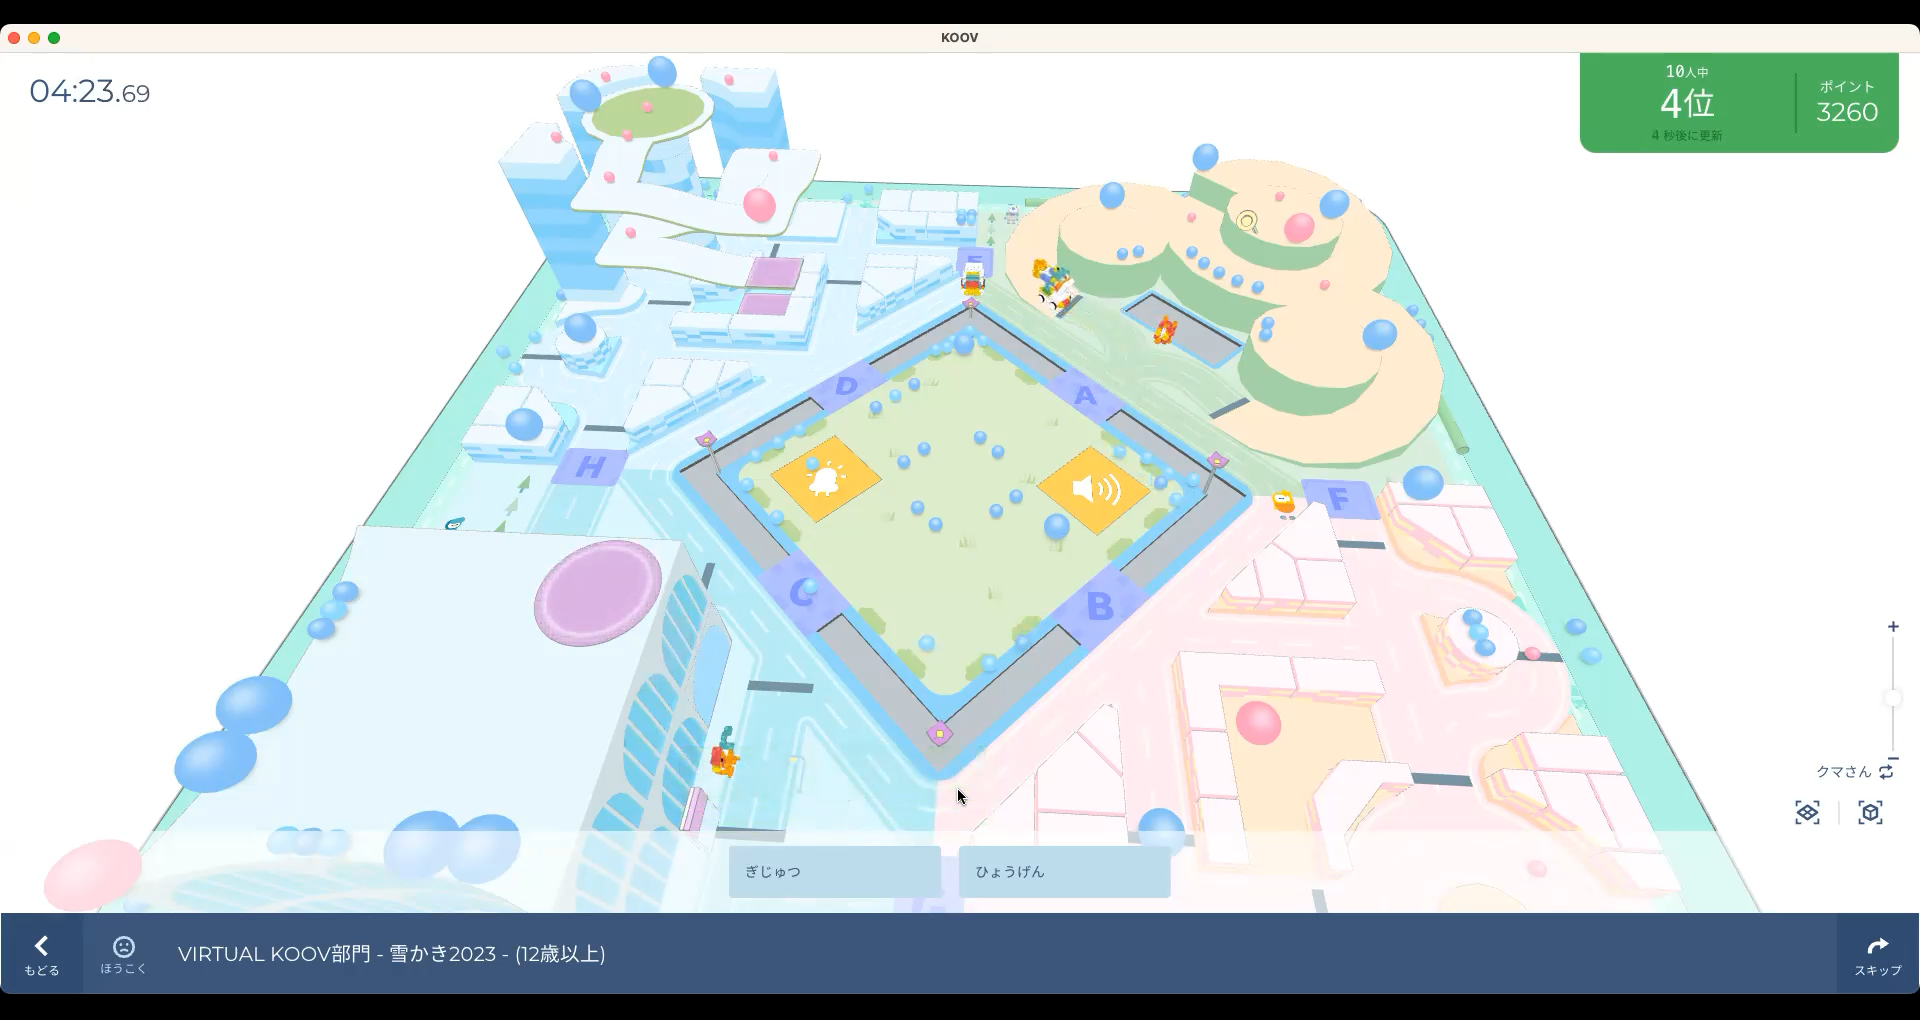 KOOV
04:23.69
10人中
4位
4 秒後に更新
ポイント
3260
E
D
A
H
F
C
B
クマさん
ぎじゅつ
ひょうげん
もどる
ほうこく
VIRTUAL KOOV部門 - 雪かき2023 - (12歳以上)
スキップ